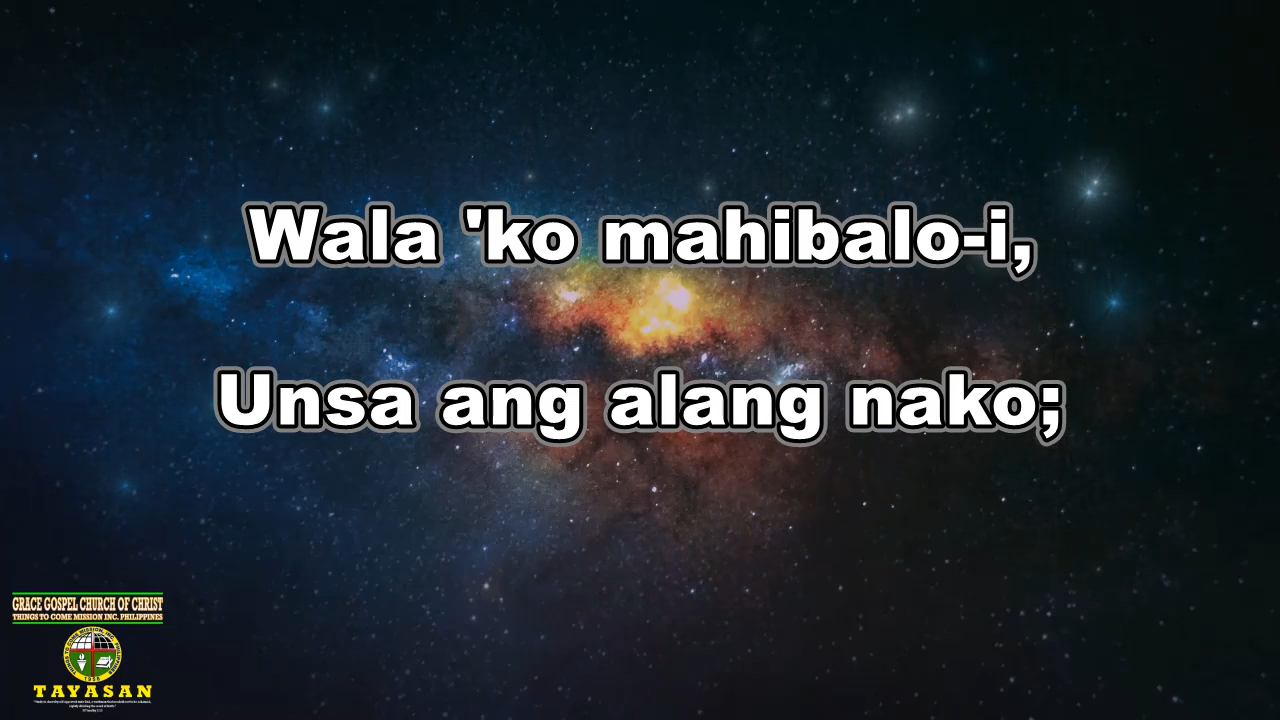 Wala 'ko mahibalo-i,
Unsa ang alang nako;
GRACE GOSPEL CHURCH OF CHRIST
THINGS TO COME MISSION INC. PHILIPPINES
1958
TAYASAN